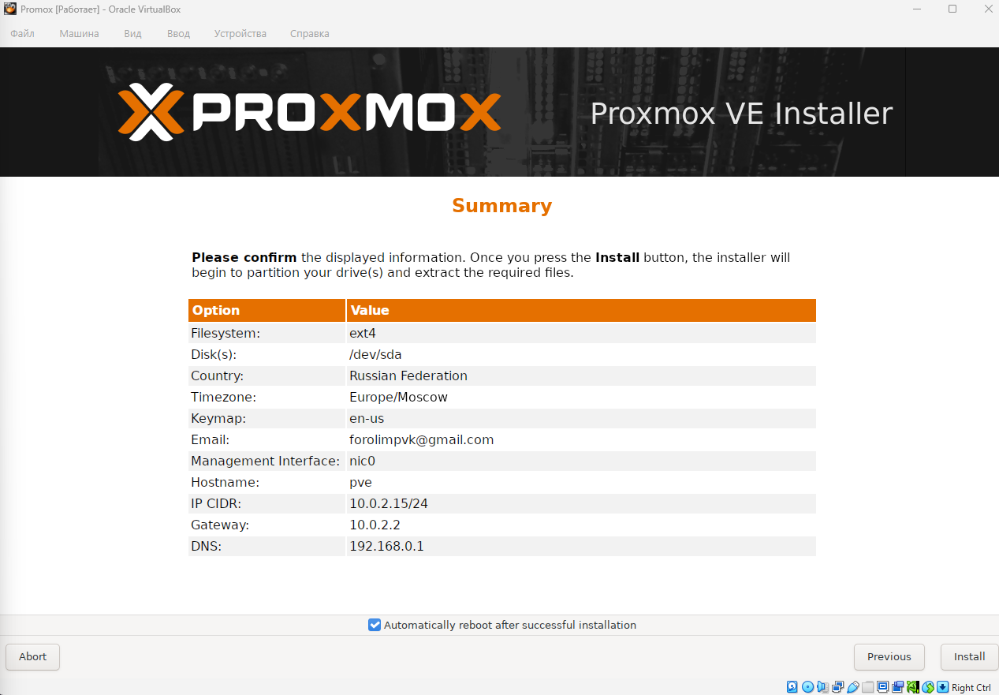 Promox [Работает] - Oracle VirtualBox
Файл Машина Вид Ввод Устройства Справка
PROXMOX Proxmox VE Installer
Summary
Please confirm the displayed information. Once you press the Install button, the installer will
begin to partition your drive(s) and extract the required files.
Option Value
Filesystem: ext4
Disk(s): /dev/sda
Country: Russian Federation
Timezone: Europe/Moscow
Keymap: en-us
Email: forolimpvk@gmail.com
Management Interface: nic0
Hostname: pve
IP CIDR: 10.0.2.15/24
Gateway: 10.0.2.2
DNS: 192.168.0.1
Automatically reboot after successful installation
Abort Previous Install
Right Ctrl